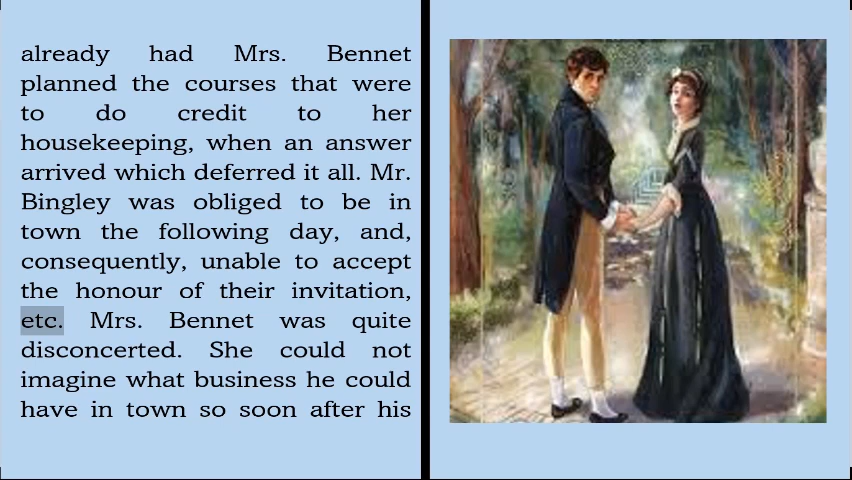 already had Mrs. Bennet
planned the courses that were
to do credit to her
housekeeping, when an answer
arrived which deferred it all. Mr.
Bingley was obliged to be in
town the following day, and,
consequently, unable to accept
the honour of their invitation,
etc. Mrs. Bennet was quite
disconcerted. She could not
imagine what business he could
have in town so soon after his